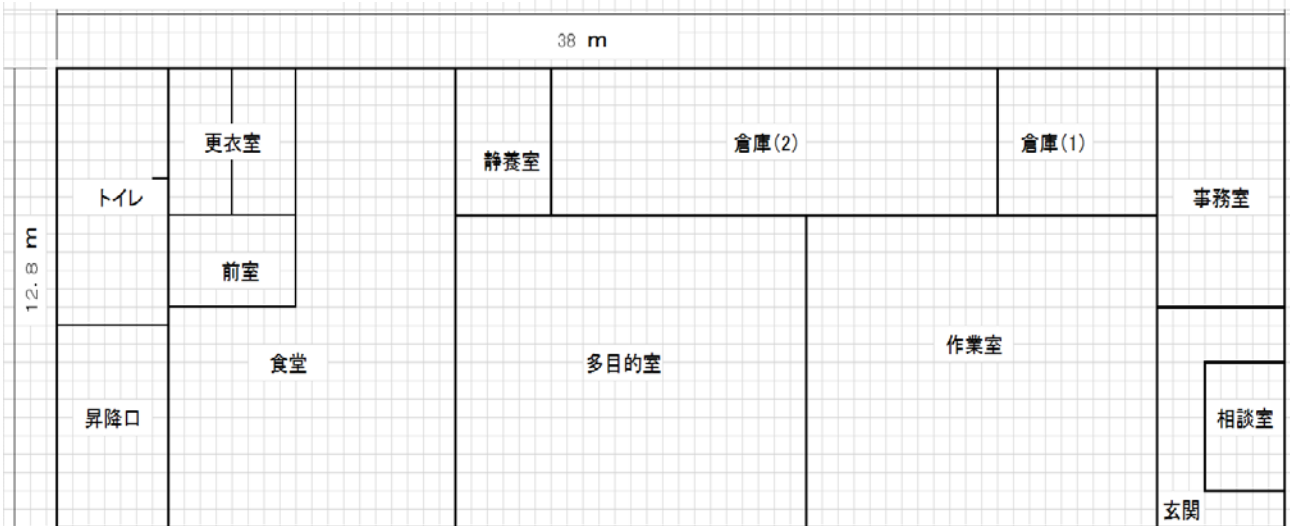 38 m
12.8 m
更衣室
静養室
倉庫(2)
倉庫(1)
トイレ
事務室
前室
食堂
多目的室
作業室
昇降口
相談室
玄関